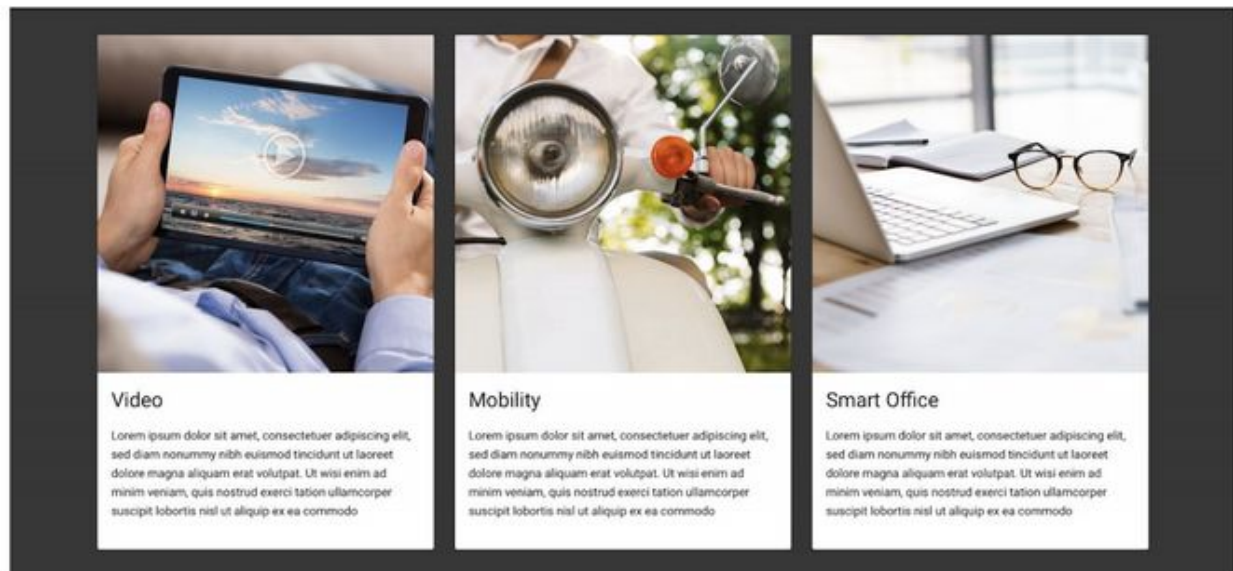 Video
Lorem ipsum dolor sit amet, consectetuer adipiscing elit,
sed diam nonummy nibh euismod tincidunt ut laoreet
dolore magna aliquam erat volutpat. Ut wisi enim ad
minim veniam, quis nostrud exerci tation ullamcorper
suscipit lobortis nisl ut aliquip ex ea commodo
Mobility
Lorem ipsum dolor sit amet, consectetuer adipiscing elit,
sed diam nonummy nibh euismod tincidunt ut laoreet
dolore magna aliquam erat volutpat. Ut wisi enim ad
minim veniam, quis nostrud exerci tation ullamcorper
suscipit lobortis nisl ut aliquip ex ea commodo
Smart Office
Lorem ipsum dolor sit amet, consectetuer adipiscing elit,
sed diam nonummy nibh euismod tincidunt ut laoreet
dolore magna aliquam erat volutpat. Ut wisi enim ad
minim veniam, quis nostrud exerci tation ullamcorper
suscipit lobortis nisl ut aliquip ex ea commodo